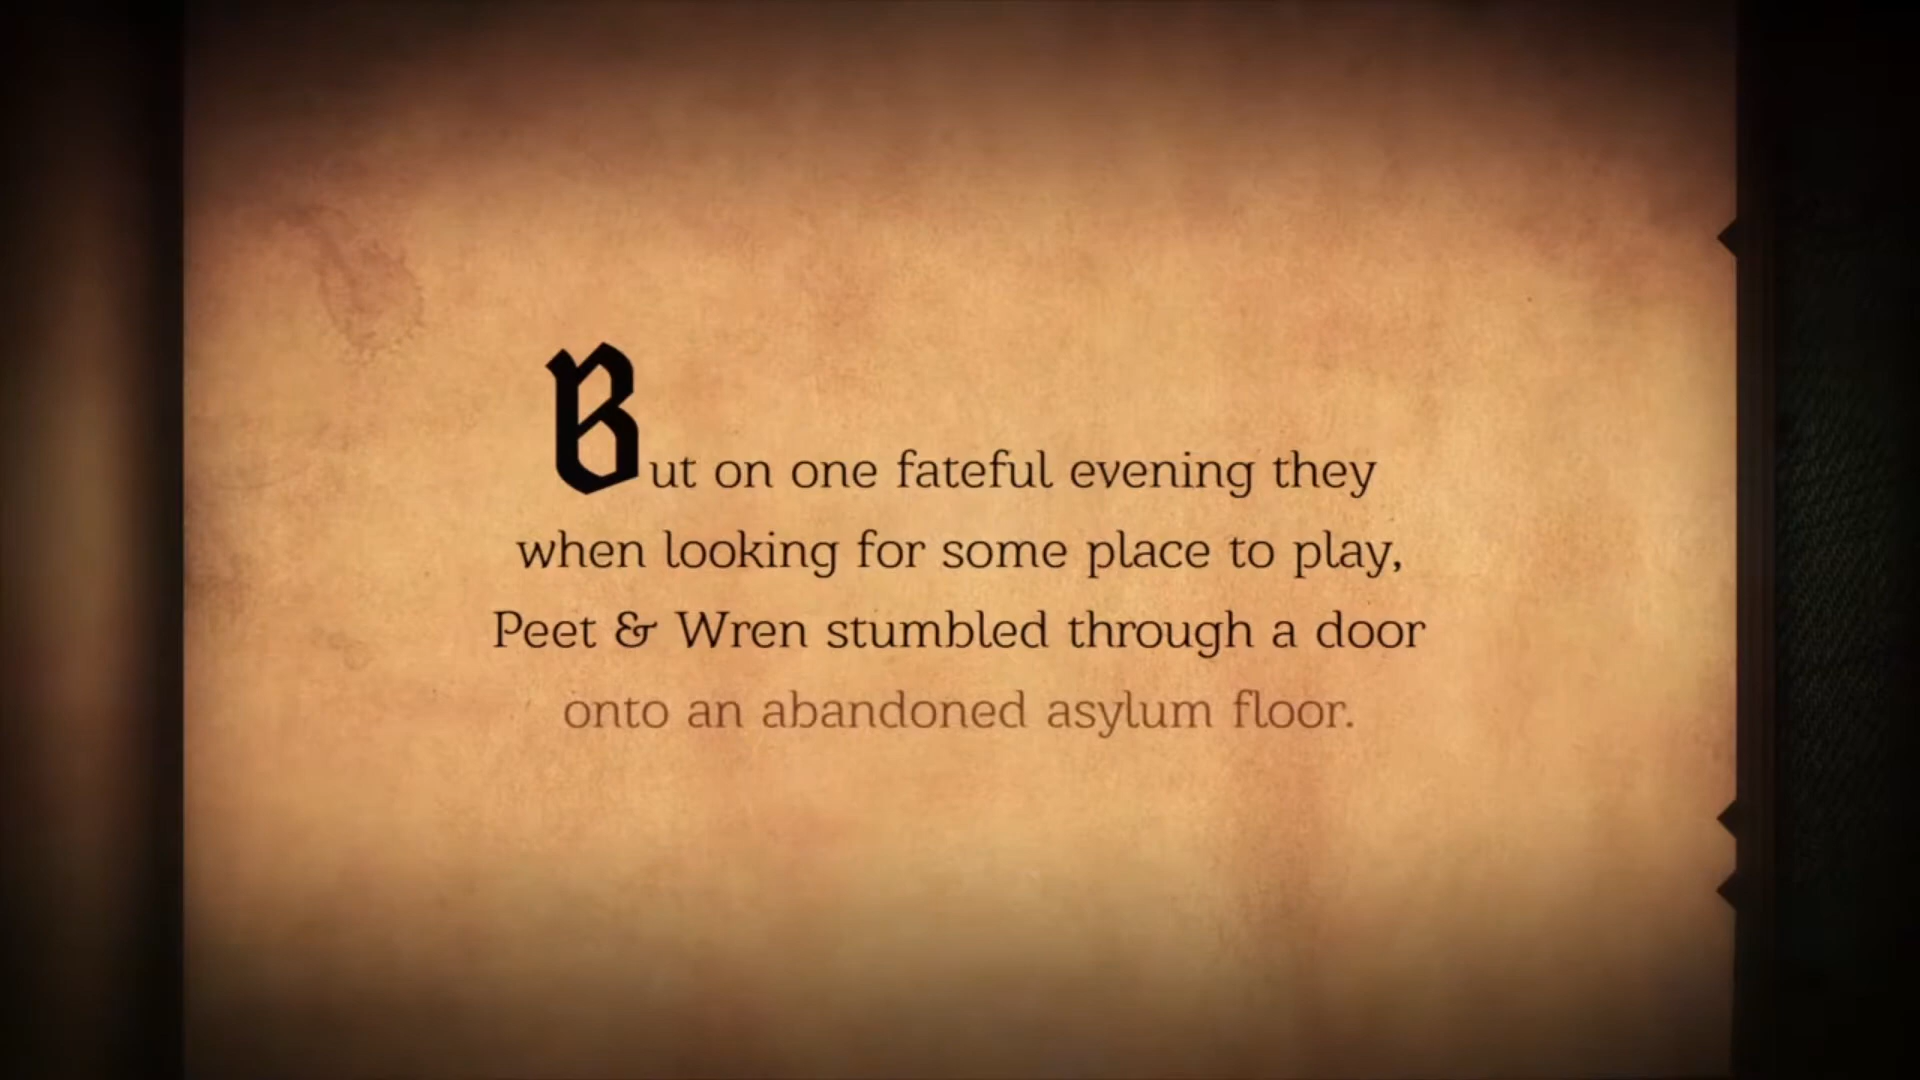 But on one fateful evening they
when looking for some place to play,
Peet & Wren stumbled through a door
onto an abandoned asylum floor.